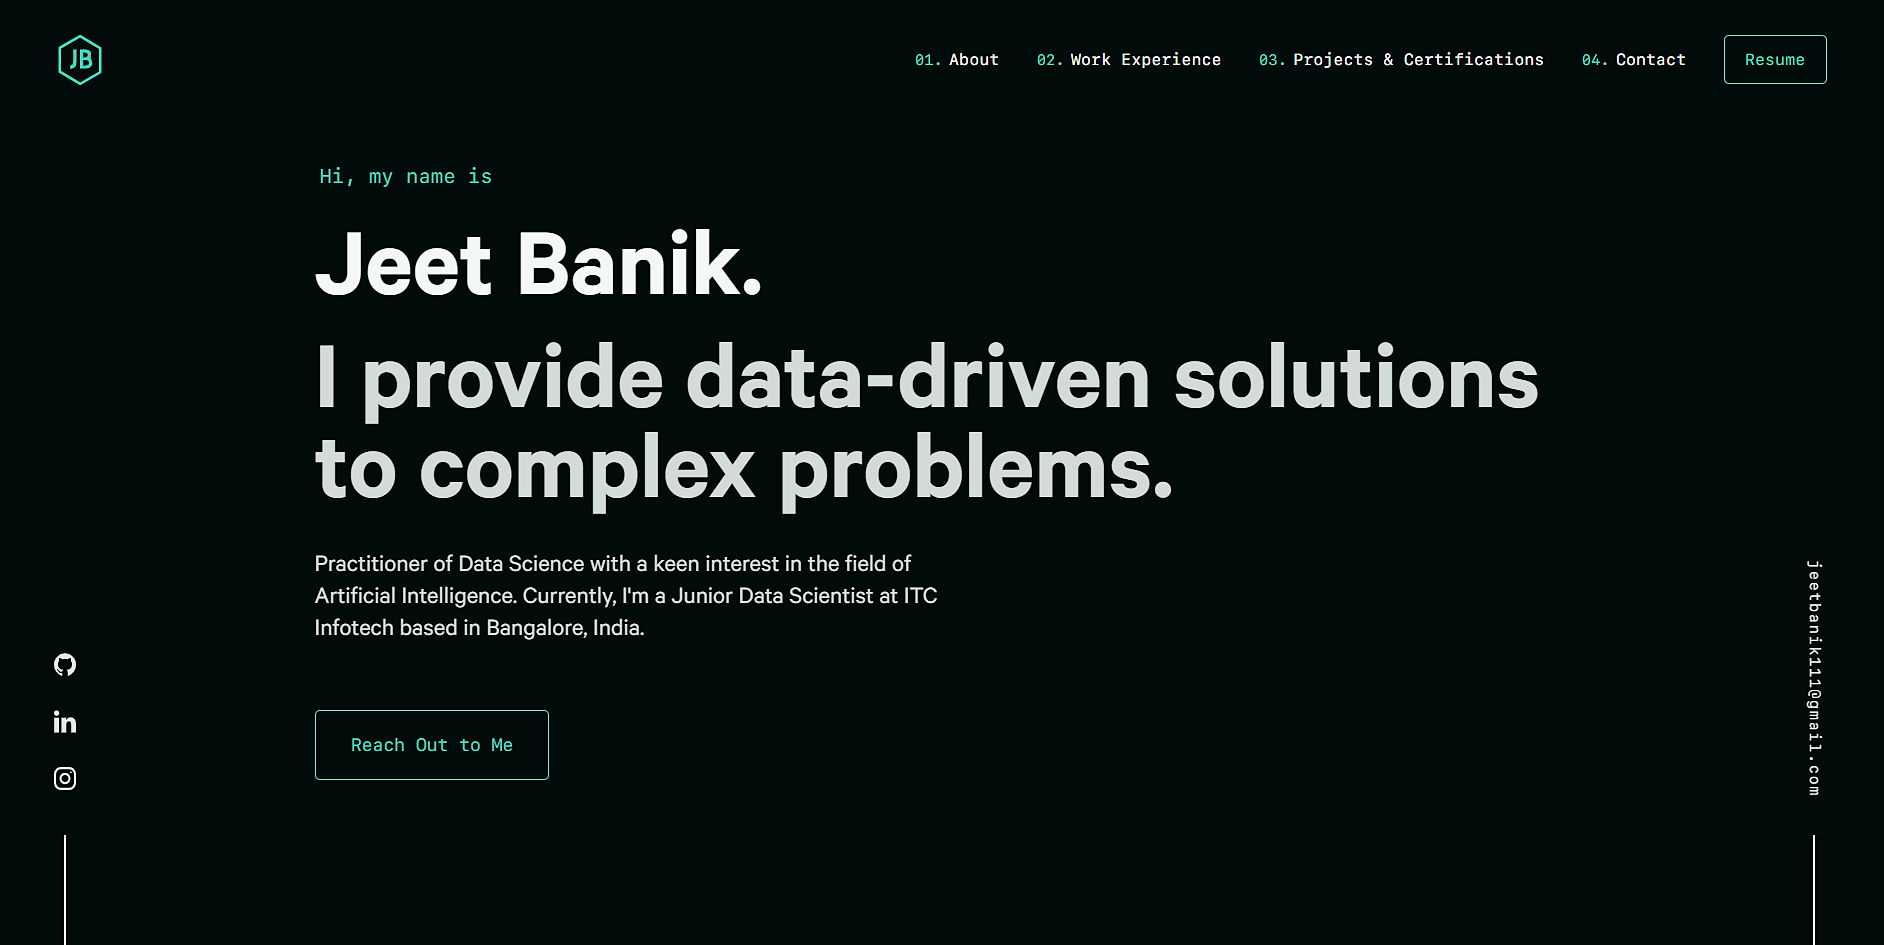 JB
01. About
02. Work Experience
03. Projects & Certifications
04. Contact
Resume
Hi, my name is
Jeet Banik.
I provide data-driven solutions
to complex problems.
Practitioner of Data Science with a keen interest in the field of
Artificial Intelligence. Currently, I'm a Junior Data Scientist at ITC
Infotech based in Bangalore, India.
Reach Out to Me
in
jeetbanik111@gmail.com